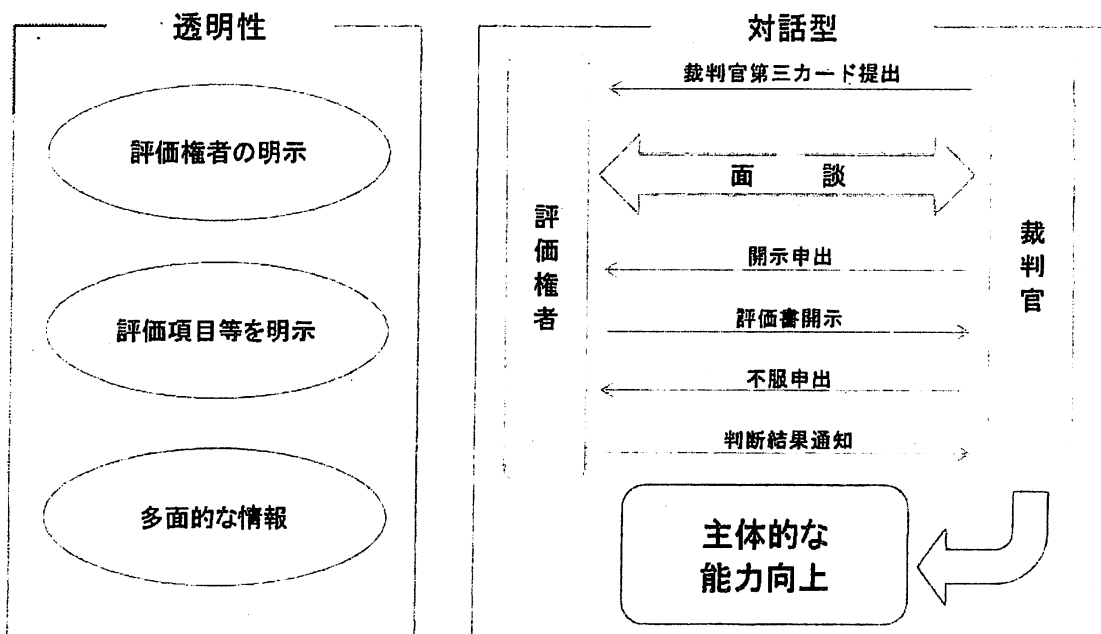 透明性
評価権者の明示
評価項目等を明示
多面的な情報
対話型
裁判官第三カード提出
面　　談
評価権者
裁判官
開示申出
評価書開示
不服申出
判断結果通知
主体的な
能力向上